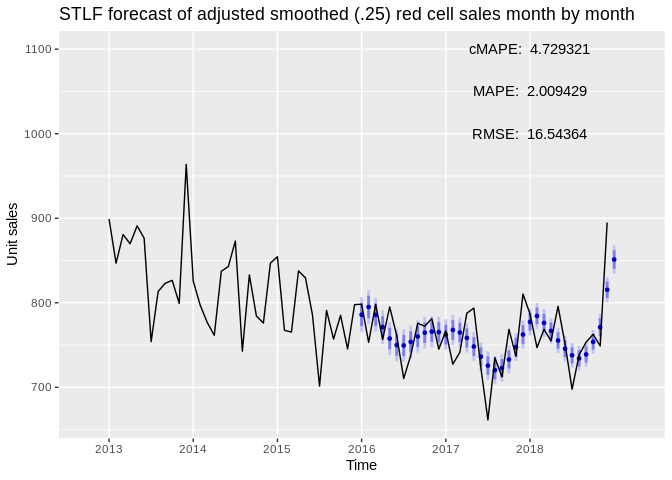 STLF forecast of adjusted smoothed (.25) red cell sales month by month
1100
cMAPE: 4.729321
MAPE: 2.009429
1000
RMSE: 16.54364
900
Unit sales
800
700
2013 2014 2015 2016 2017 2018
Time